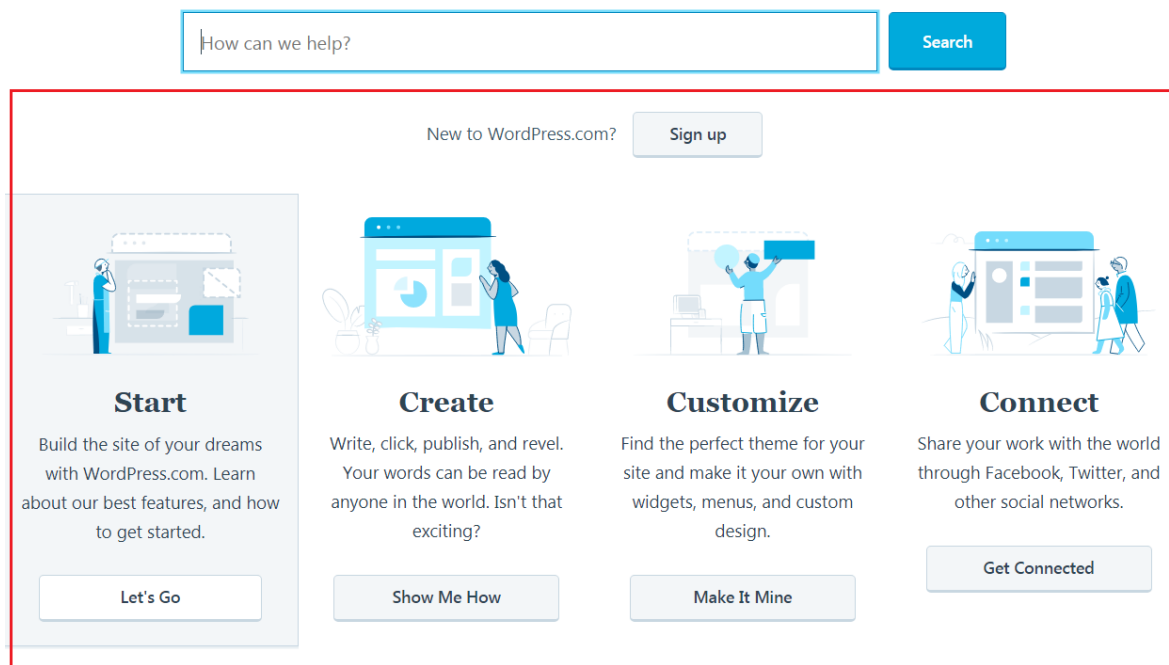 How can we help?
Search
New to WordPress.com?
Sign up
Start
Build the site of your dreams
with WordPress.com. Learn
about our best features, and how
to get started.
Let's Go
Create
Write, click, publish, and revel.
Your words can be read by
anyone in the world. Isn't that
exciting?
Show Me How
Customize
Find the perfect theme for your
site and make it your own with
widgets, menus, and custom
design.
Make It Mine
Connect
Share your work with the world
through Facebook, Twitter, and
other social networks.
Get Connected